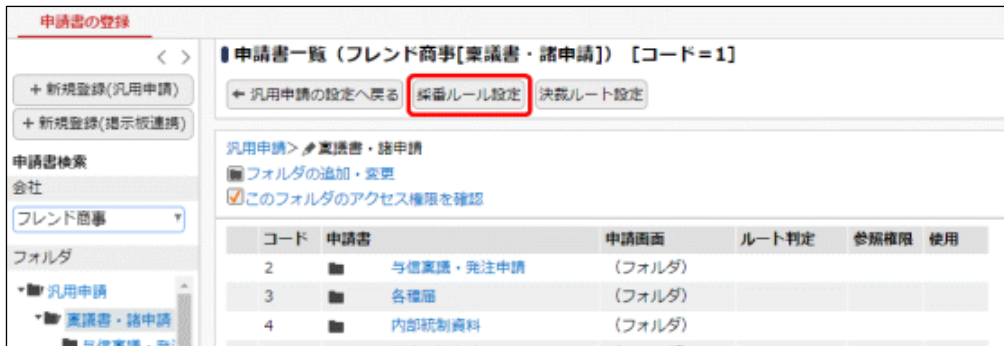 申請書の登録
＋ 新規登録(汎用申請)
＋ 新規登録(掲示板連携)
申請書検索
会社
フレンド商事
フォルダ
汎用申請
稟議書・諸申請
申請書一覧（フレンド商事[稟議書・諸申請]） [コード=1]
← 汎用申請の設定へ戻る 採番ルール設定 決裁ルート設定
汎用申請> 稟議書・諸申請
フォルダの追加・変更
このフォルダのアクセス権限を確認
コード 申請書 申請画面 ルート判定 参照権限 使用
2 与信稟議・発注申請 （フォルダ）
3 各種届 （フォルダ）
4 内部統制資料 （フォルダ）